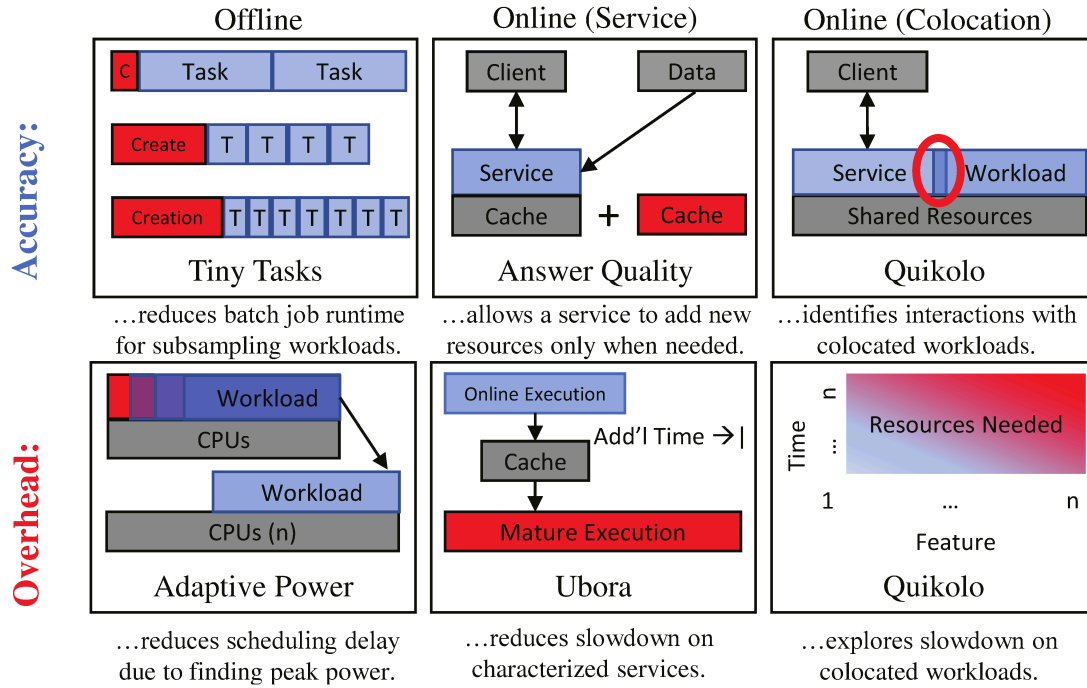 Offline
Online (Service)
Online (Colocation)
Accuracy:
C Task Task
Create T T T T
Creation T T T T T T T
Tiny Tasks
…reduces batch job runtime
for subsampling workloads.
Client Data
Service
Cache + Cache
Answer Quality
…allows a service to add new
resources only when needed.
Client
Service Workload
Shared Resources
Quikolo
…identifies interactions with
colocated workloads.
Overhead:
Workload
CPUs
Workload
CPUs (n)
Adaptive Power
…reduces scheduling delay
due to finding peak power.
Online Execution
Add'l Time →|
Cache
Mature Execution
Ubora
…reduces slowdown on
characterized services.
Time
n
…
Resources Needed
1 … n
Feature
Quikolo
…explores slowdown on
colocated workloads.